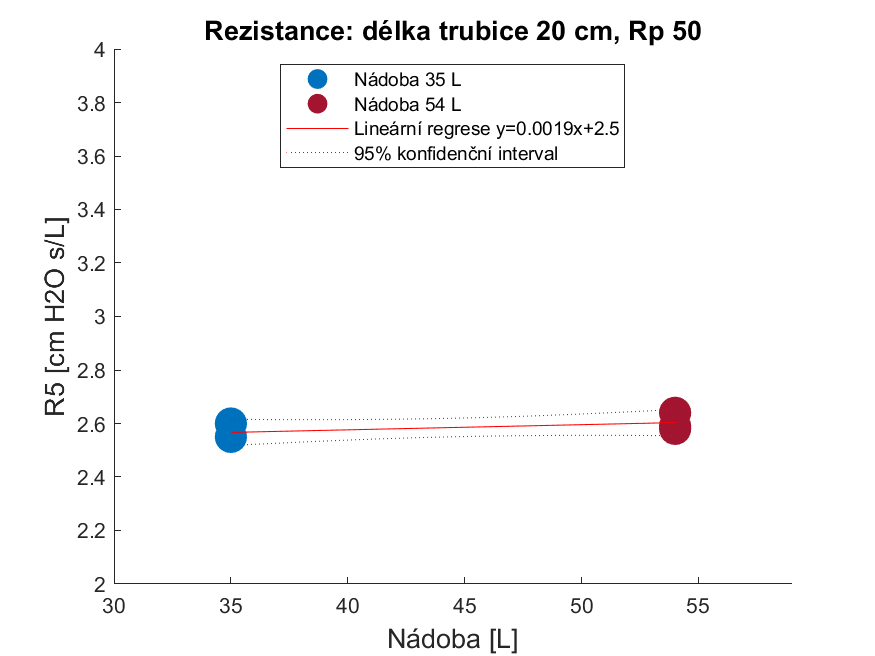 Rezistance: délka trubice 20 cm, Rp 50
Nádoba 35 L
Nádoba 54 L
Lineární regrese y=0.0019x+2.5
95% konfidenční interval
R5 [cm H2O s/L]
4
3.8
3.6
3.4
3.2
3
2.8
2.6
2.4
2.2
2
30 35 40 45 50 55
Nádoba [L]